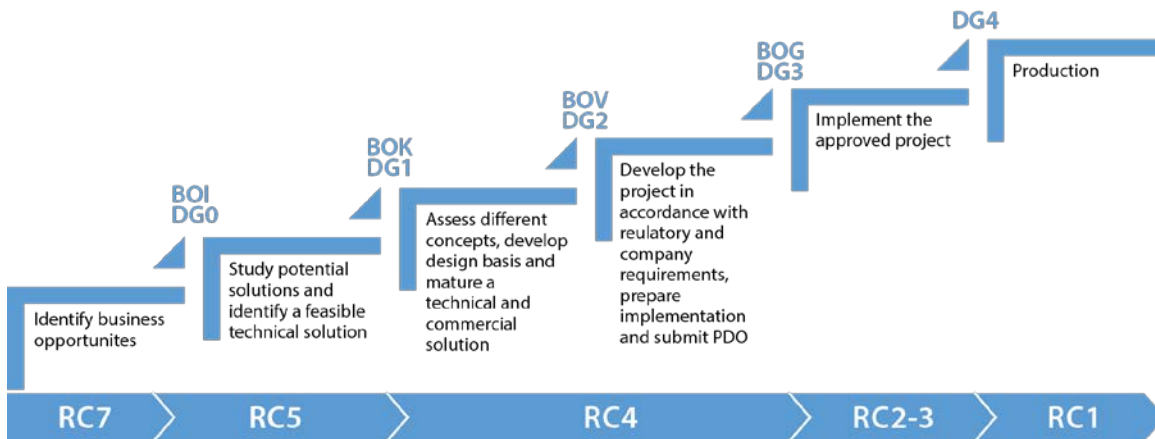 Identify business
opportunites
BOI
DG0
Study potential
solutions and
identify a feasible
technical solution
BOK
DG1
Assess different
concepts, develop
design basis and
mature a
technical and
commercial
solution
BOV
DG2
Develop the
project in
accordance with
reulatory and
company
requirements,
prepare
implementation
and submit PDO
BOG
DG3
Implement the
approved project
DG4
Production
RC7
RC5
RC4
RC2-3
RC1